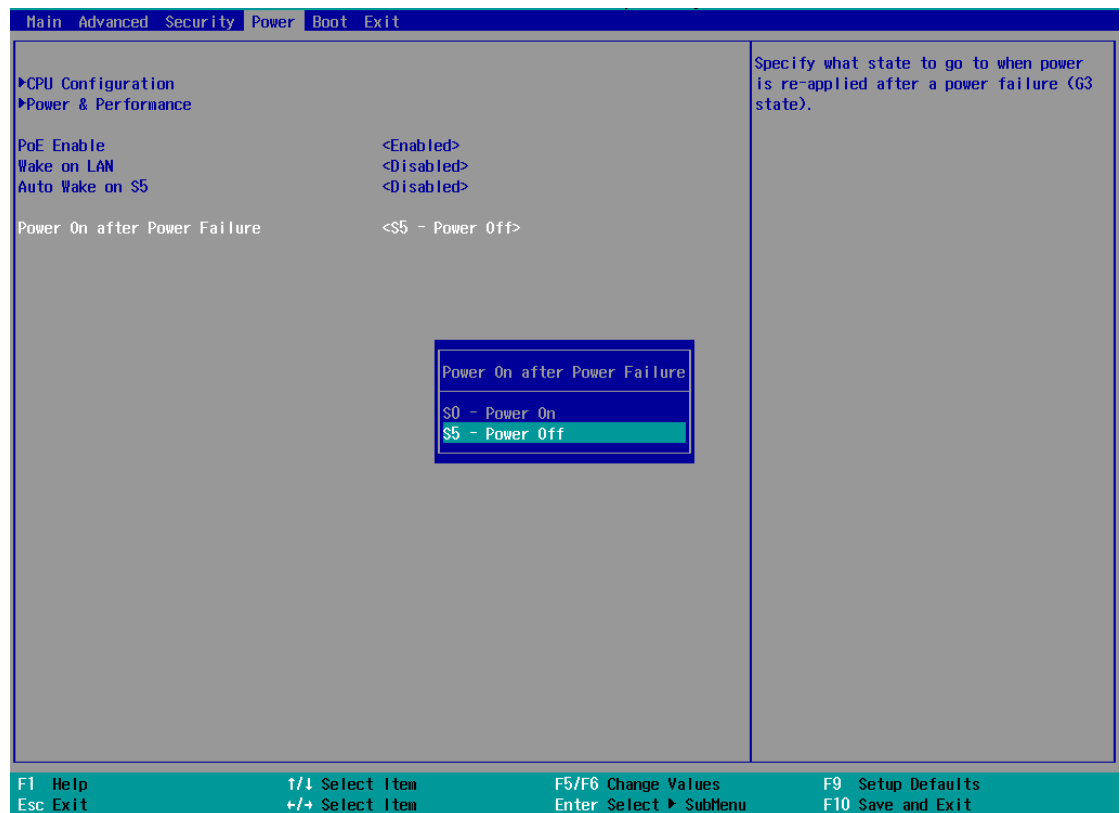 Main Advanced Security Power Boot Exit
▶CPU Configuration
▶Power & Performance
PoE Enable <Enabled>
Wake on LAN <Disabled>
Auto Wake on S5 <Disabled>
Power On after Power Failure <S5 - Power Off>
Specify what state to go to when power
is re-applied after a power failure (G3
state).
Power On after Power Failure
S0 - Power On
S5 - Power Off
F1 Help ↑/↓ Select Item F5/F6 Change Values F9 Setup Defaults
Esc Exit ←/→ Select Item Enter Select ▶ SubMenu F10 Save and Exit